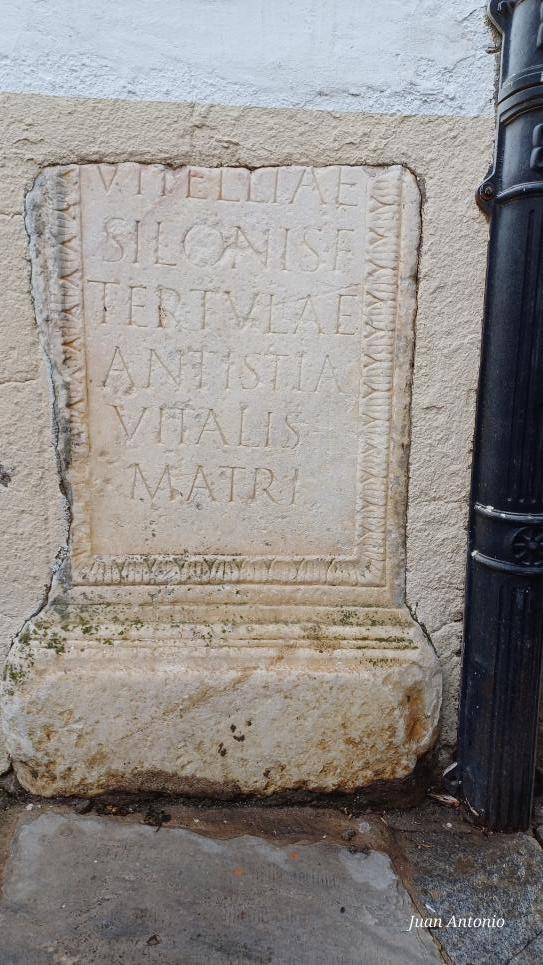 VITELLIAE
SILONIS F
TERTVLAE
ANTISTIA
VITALIS
MATRI
Juan Antonio